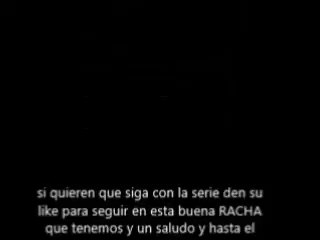 si quieren que siga con la serie den su
like para seguir en esta buena RACHA
que tenemos y un saludo y hasta el